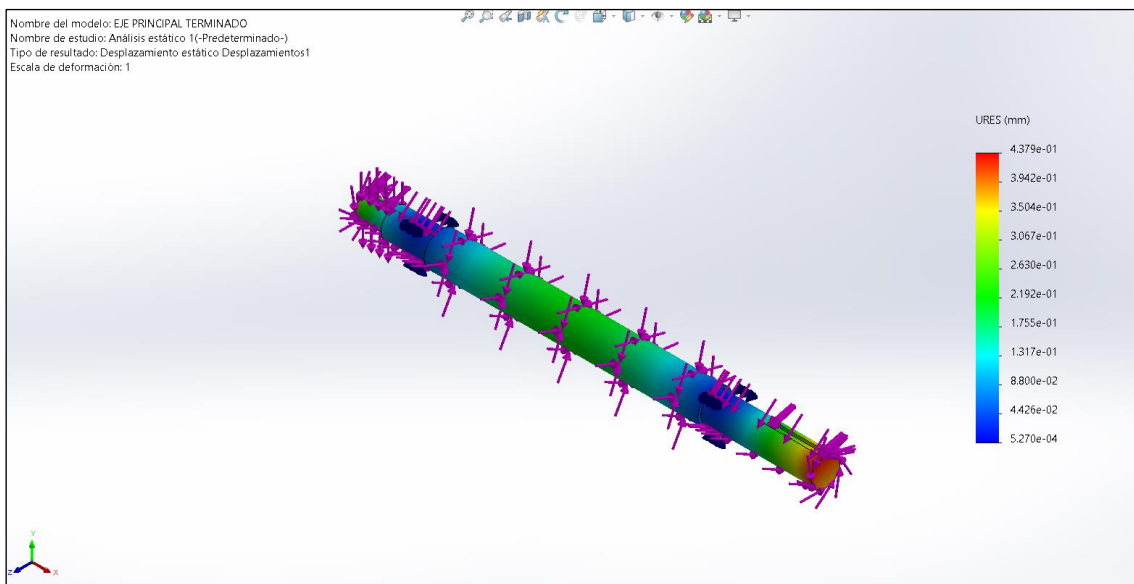 Nombre del modelo: EJE PRINCIPAL TERMINADO
Nombre de estudio: Análisis estático 1(-Predeterminado-)
Tipo de resultado: Desplazamiento estático Desplazamientos1
Escala de deformación: 1
URES (mm)
4.379e-01
3.942e-01
3.504e-01
3.067e-01
2.630e-01
2.192e-01
1.755e-01
1.317e-01
8.800e-02
4.426e-02
5.270e-04
Y
Z
X